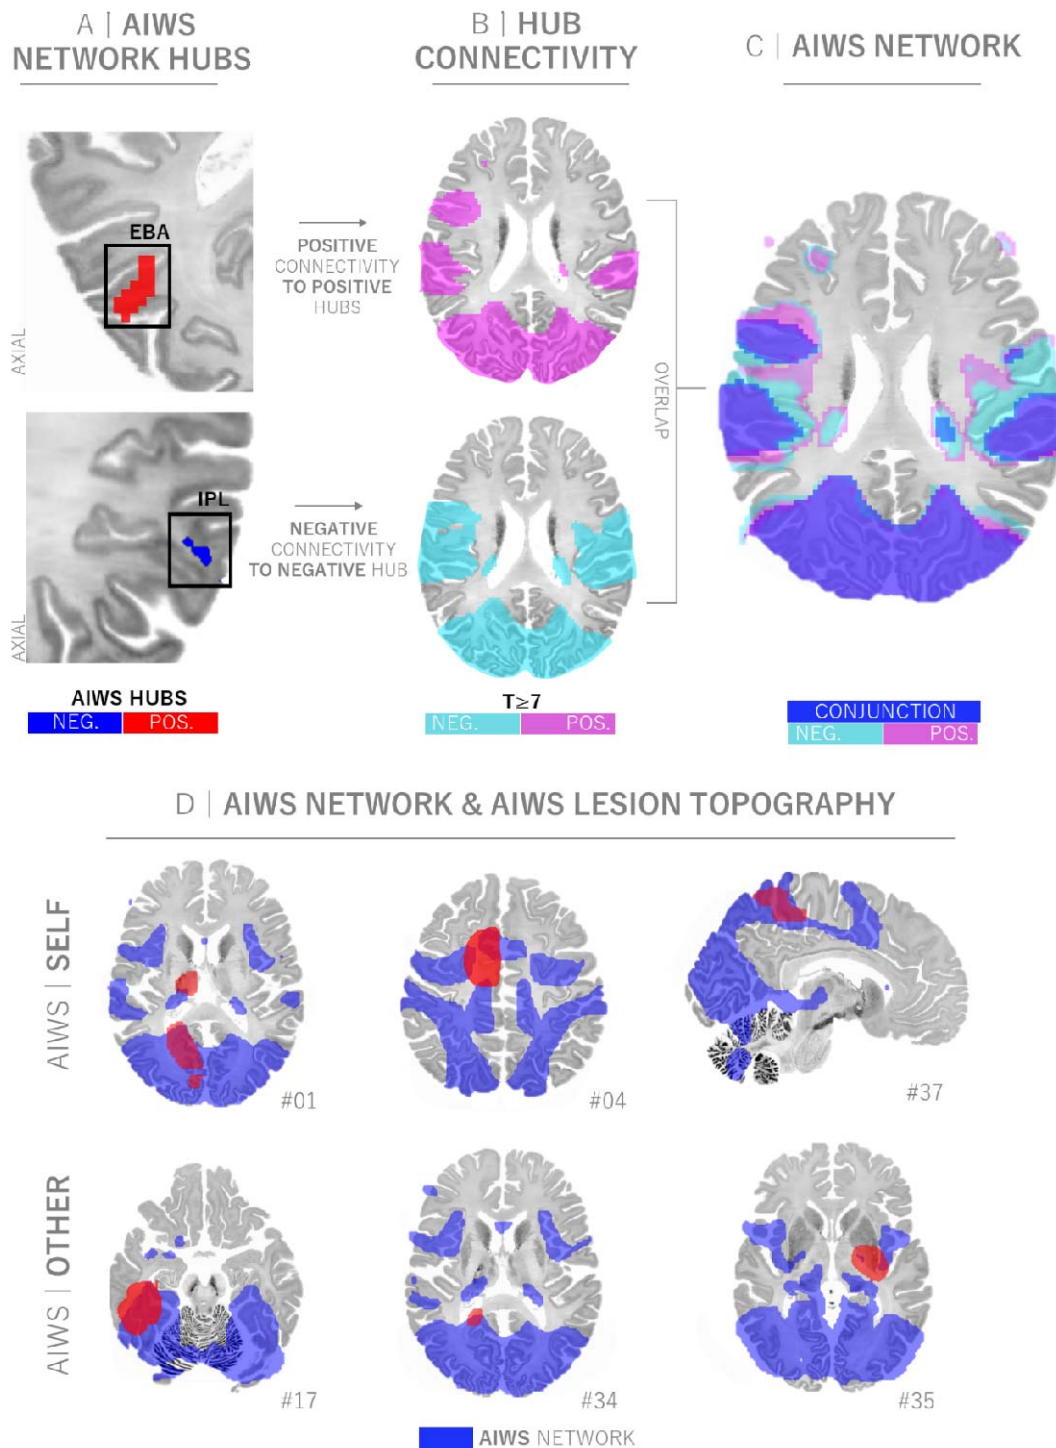 A | AIWS
NETWORK HUBS
B | HUB
CONNECTIVITY
C | AIWS NETWORK
EBA
AXIAL
POSITIVE
CONNECTIVITY
TO POSITIVE
HUBS
OVERLAP
IPL
AXIAL
NEGATIVE
CONNECTIVITY
TO NEGATIVE HUB
AIWS HUBS
NEG. POS.
T≥7
NEG. POS.
CONJUNCTION
NEG. POS.
D | AIWS NETWORK & AIWS LESION TOPOGRAPHY
AIWS | SELF
#01
#04
#37
AIWS | OTHER
#17
#34
#35
AIWS NETWORK